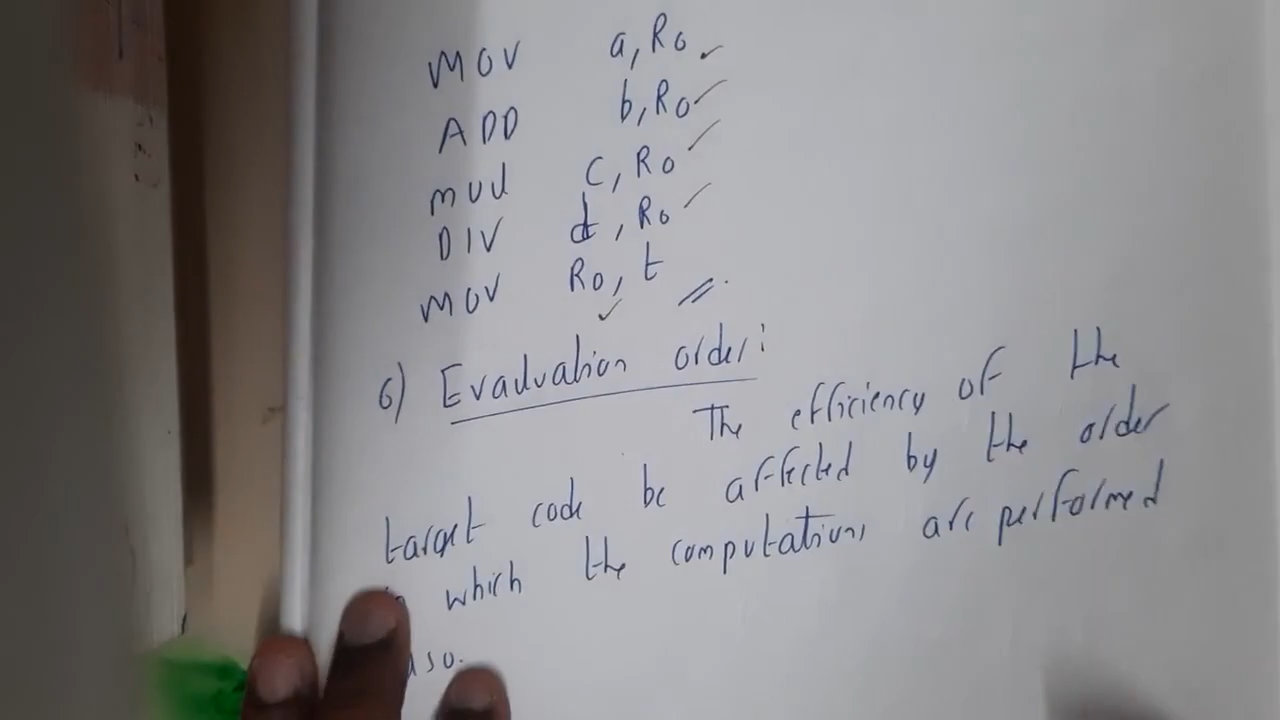 MOV a, R0 ✓
ADD b, R0 ✓
MUL c, R0 ✓
DIV d, R0 ✓
MOV R0, t
✓
6) Evaluation order:
The efficiency of the
target code be affected by the order
which the computations are performed